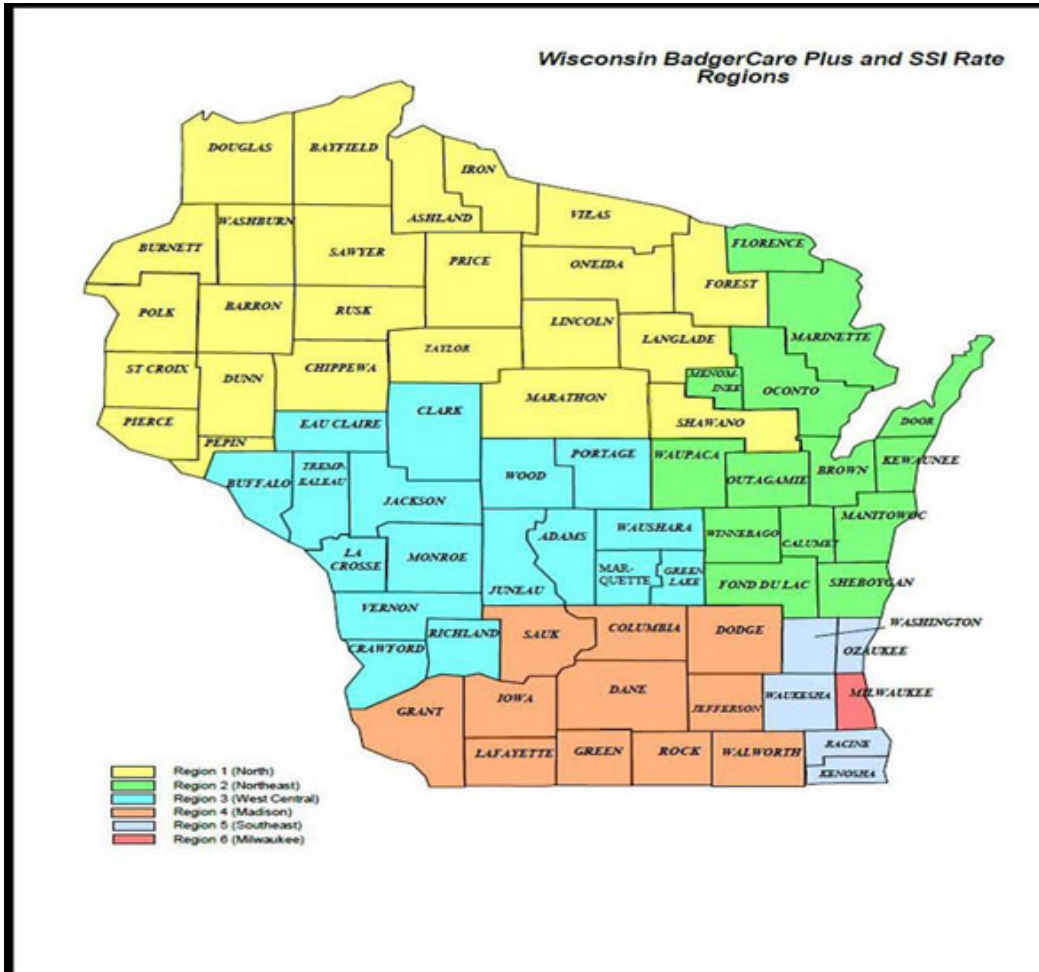 Wisconsin BadgerCare Plus and SSI Rate
Regions
DOUGLAS
BAYFIELD
IRON
ASHLAND
VILAS
WASHBURN
BURNETT
SAWYER
PRICE
ONEIDA
FLORENCE
FOREST
POLK
BARRON
RUSK
LINCOLN
LANGLADE
MARINETTE
TAYLOR
ST CROIX
DUNN
CHIPPEWA
MENOM-
INEE
OCONTO
MARATHON
CLARK
PIERCE
SHAWANO
DOOR
EAU CLAIRE
PEPIN
PORTAGE
WAUPACA
BROWN
KEWAUNEE
BUFFALO
TREMP-
EALEAU
WOOD
OUTAGAMIE
JACKSON
MANITOWOC
WAUSHARA
ADAMS
WINNEBAGO
CALUMET
LA
CROSSE
MONROE
MAR-
QUETTE
GREEN
LAKE
JUNEAU
FOND DU LAC
SHEBOYGAN
VERNON
RICHLAND
SAUK
COLUMBIA
DODGE
WASHINGTON
CRAWFORD
OZAUKEE
GRANT
IOWA
DANE
JEFFERSON
WAUKESHA
MILWAUKEE
LAFAYETTE
GREEN
ROCK
WALWORTH
RACINE
KENOSHA
Region 1 (North)
Region 2 (Northeast)
Region 3 (West Central)
Region 4 (Madison)
Region 5 (Southeast)
Region 6 (Milwaukee)